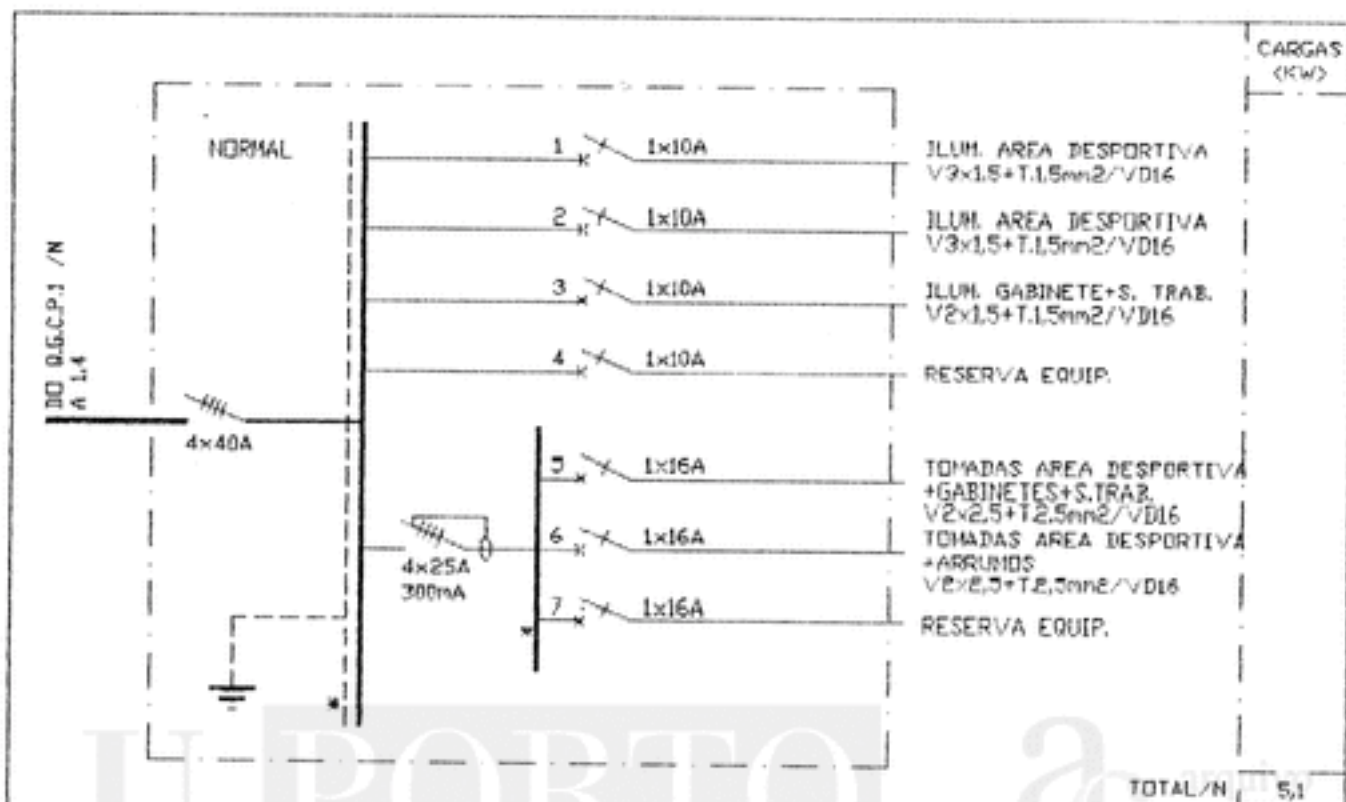 CARGAS
(KW)
NORMAL
DO Q.G.C.P.1 /N
A 1.4
4x40A
1 1x10A ILUM. AREA DESPORTIVA
V3x1,5+T.1,5mm2/VD16
2 1x10A ILUM. AREA DESPORTIVA
V3x1,5+T.1,5mm2/VD16
3 1x10A ILUM. GABINETE+S. TRAB.
V2x1,5+T.1,5mm2/VD16
4 1x10A RESERVA EQUIP.
4x25A
300mA
5 1x16A TOMADAS AREA DESPORTIVA
+GABINETES+S.TRAB.
V2x2,5+T2,5mm2/VD16
6 1x16A TOMADAS AREA DESPORTIVA
+ARRUMOS
V2x2,5+T.2,5mm2/VD16
7 1x16A RESERVA EQUIP.
TOTAL/N 5,1
U.PORTO
a arquivo